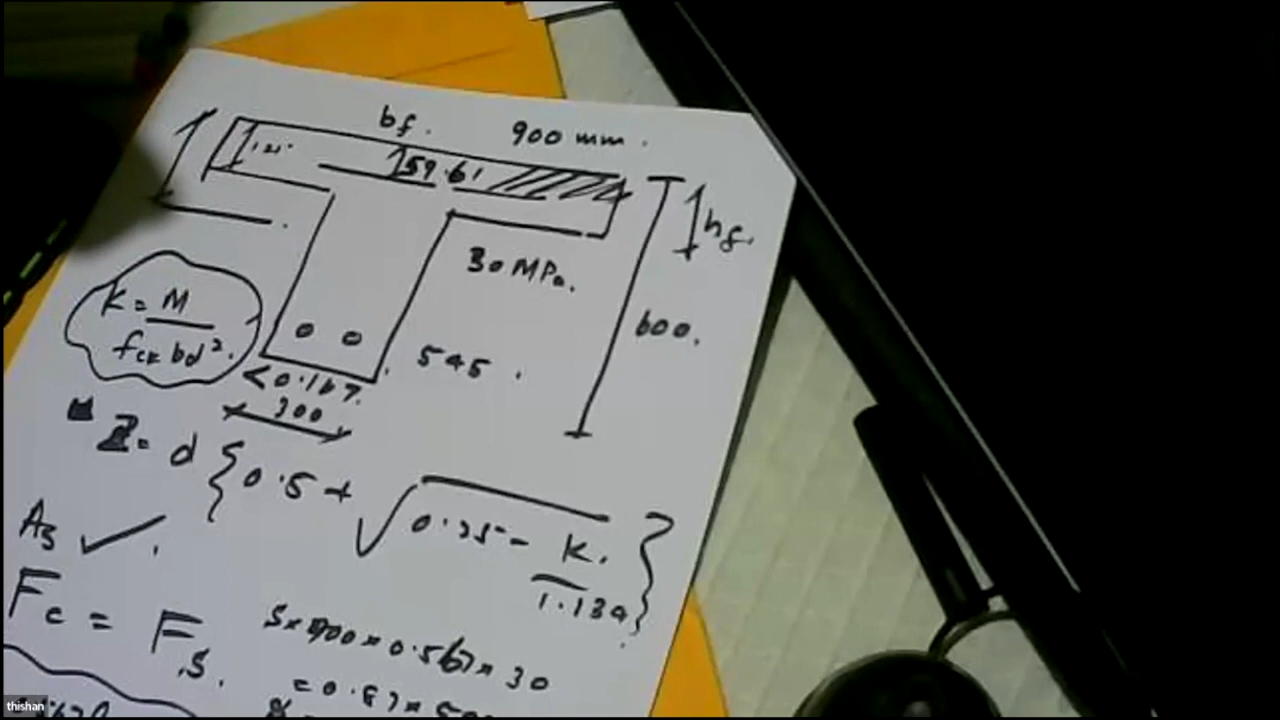 bf. 900 mm.
59.61
hf.
30 MPa.
600.
K = M
fck bd².
545.
< 0.167.
300
Z = d { 0.5 + √ 0.25 - K. }
1.134
As ✓.
Fc = Fs.
s × 900 × 0.567 × 30
= 0.87 × 500
thishan